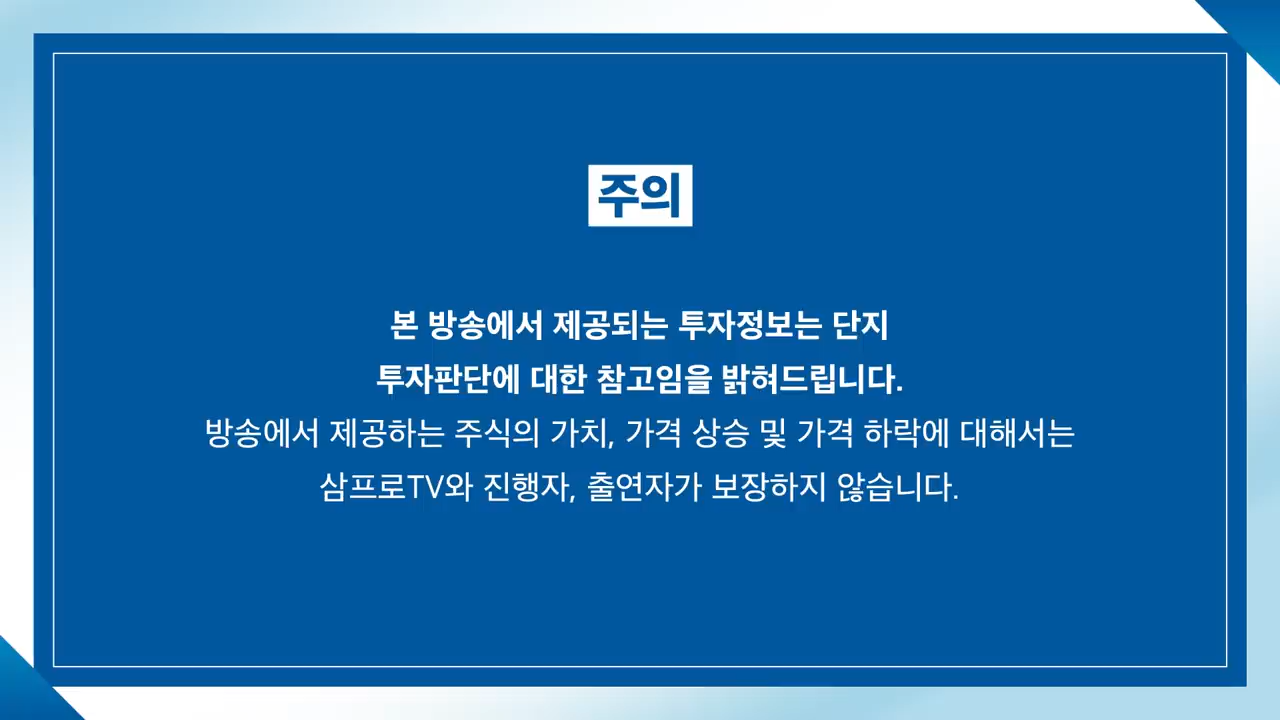 주의
본 방송에서 제공되는 투자정보는 단지
투자판단에 대한 참고임을 밝혀드립니다.
방송에서 제공하는 주식의 가치, 가격 상승 및 가격 하락에 대해서는
삼프로TV와 진행자, 출연자가 보장하지 않습니다.